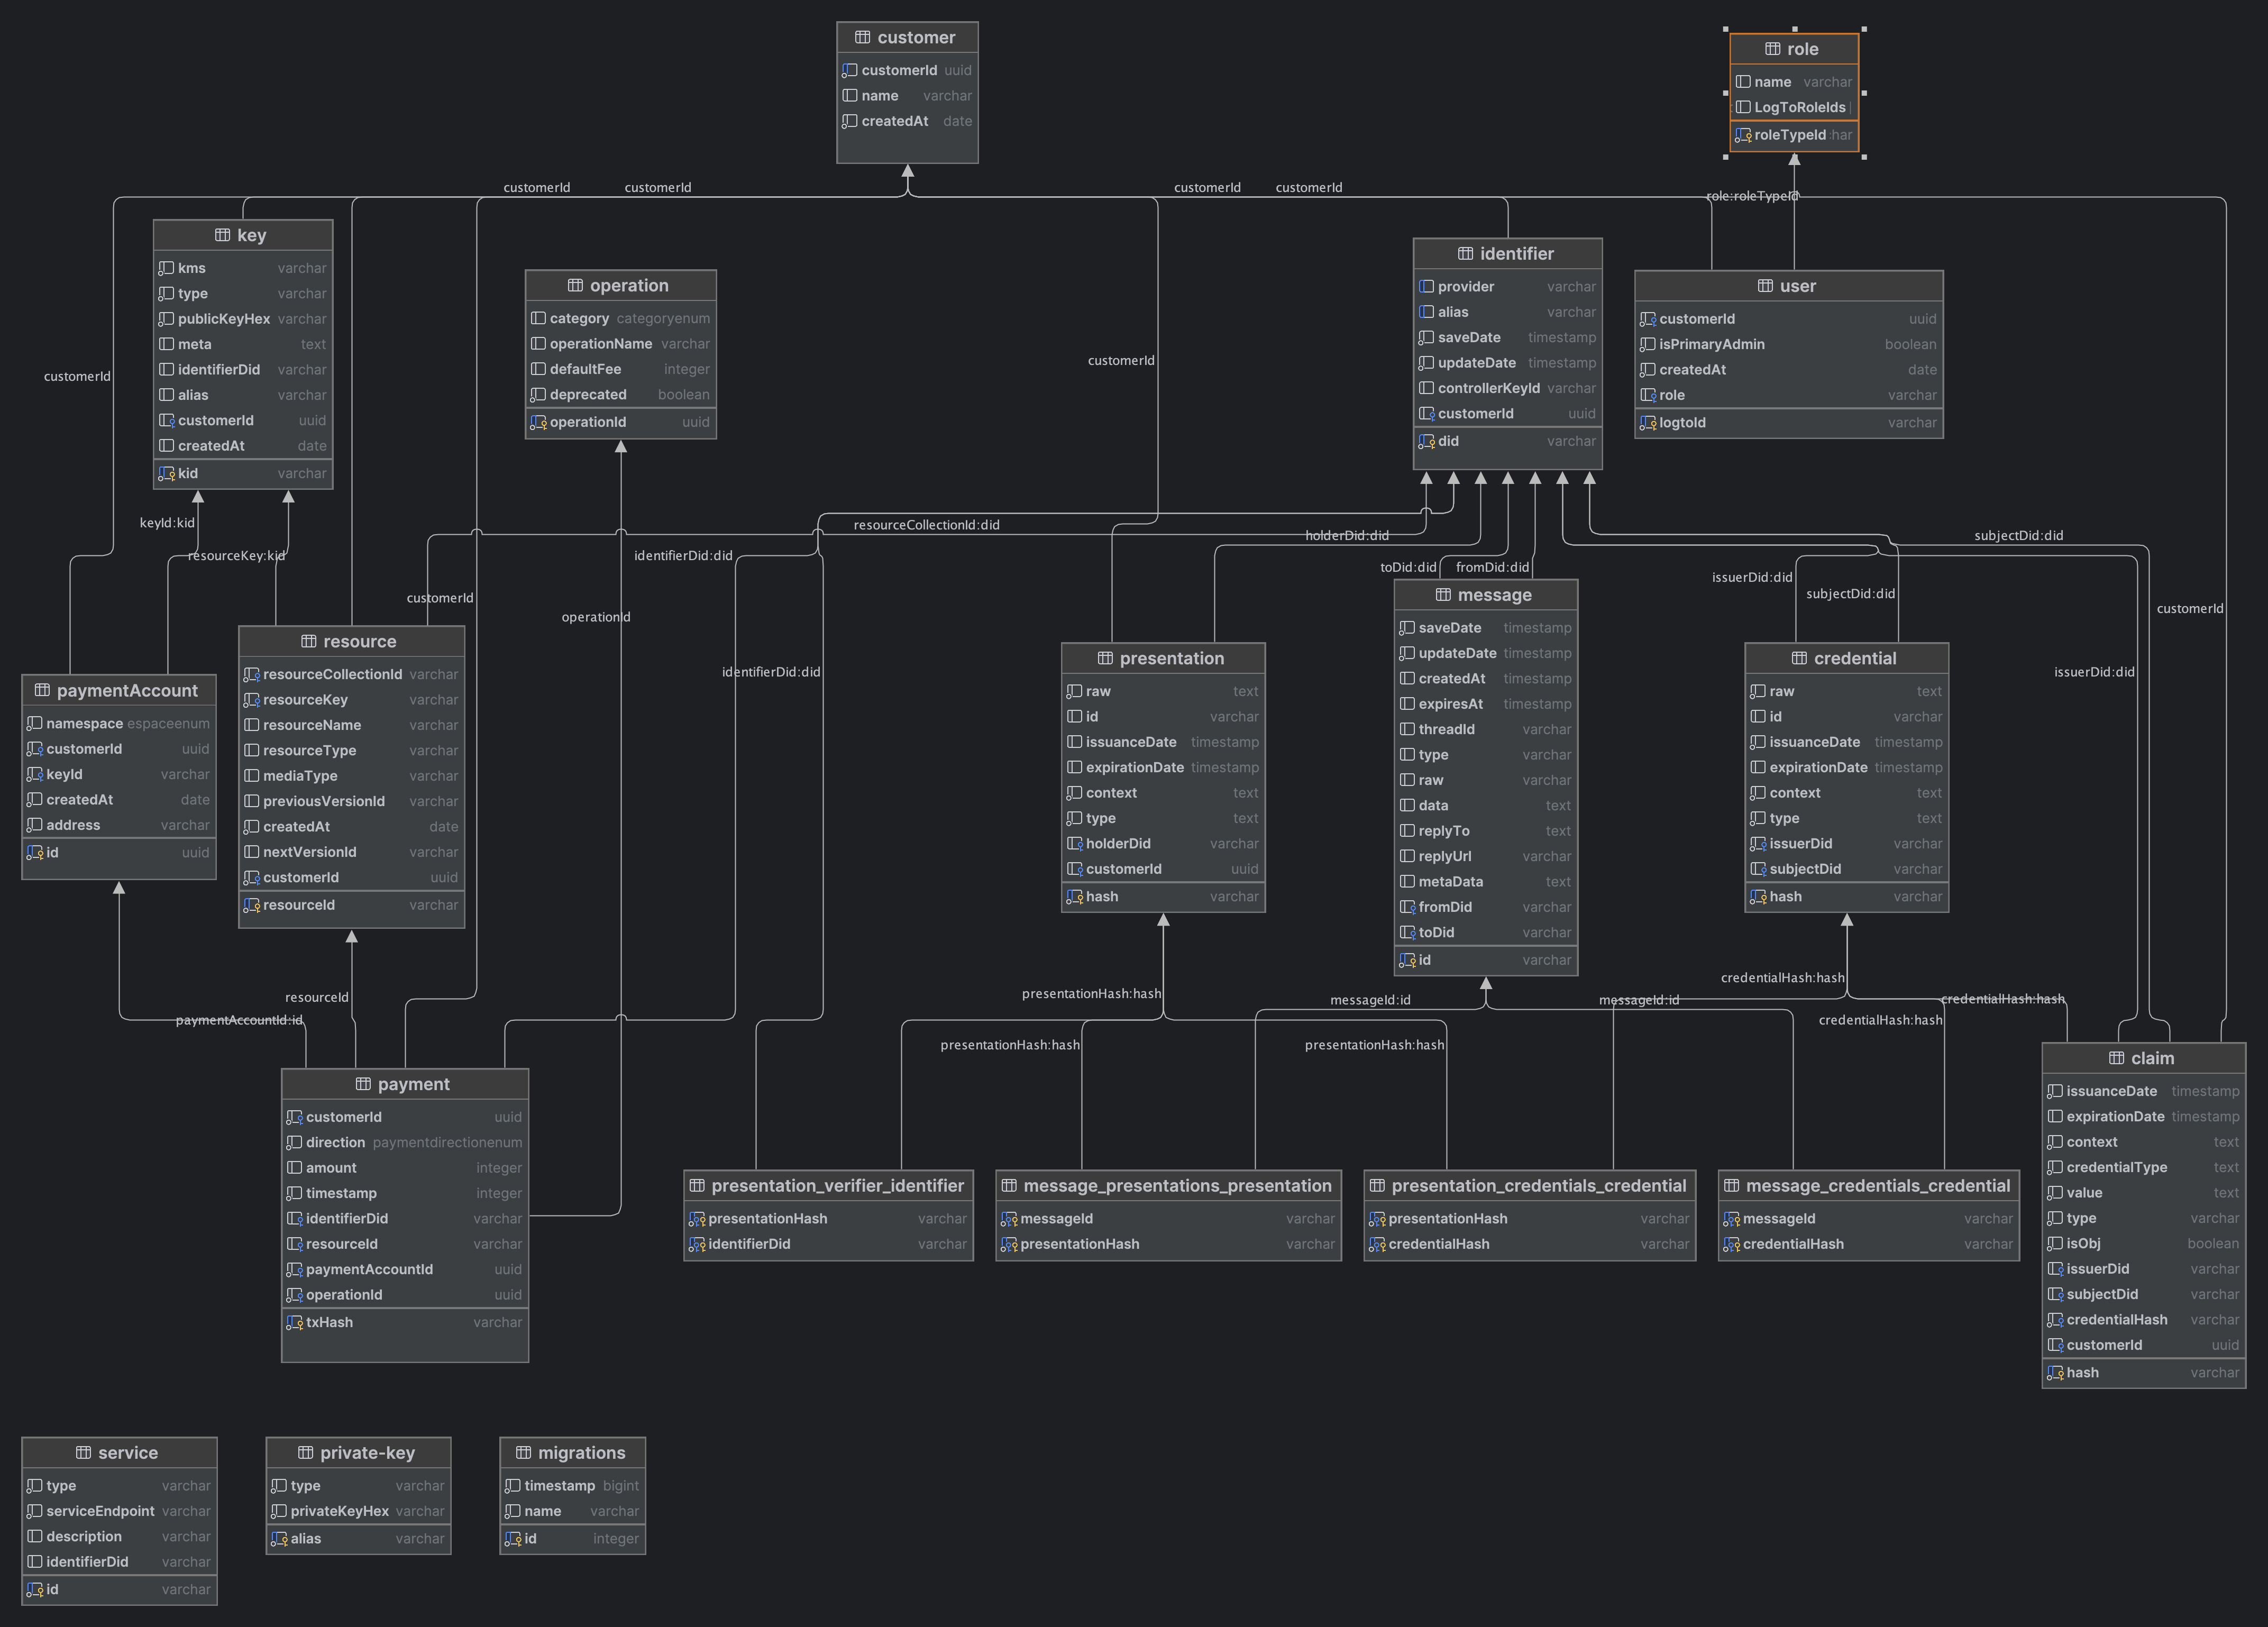 customer
customerId uuid
name varchar
createdAt date
role
name varchar
LogToRoleIds
roleTypeId har
customerId
customerId
customerId
customerId
role:roleTypeId
key
kms varchar
type varchar
publicKeyHex varchar
meta text
identifierDid varchar
alias varchar
customerId uuid
createdAt date
kid varchar
operation
category categoryenum
operationName varchar
defaultFee integer
deprecated boolean
operationId uuid
identifier
provider varchar
alias varchar
saveDate timestamp
updateDate timestamp
controllerKeyId varchar
customerId uuid
did varchar
user
customerId uuid
isPrimaryAdmin boolean
createdAt date
role varchar
logtoId varchar
customerId
customerId
keyId:kid
resourceKey:kid
customerId
resourceCollectionId:did
identifierDid:did
operationId
identifierDid:did
holderDid:did
toDid:did
fromDid:did
issuerDid:did
subjectDid:did
subjectDid:did
customerId
issuerDid:did
paymentAccount
namespace espaceenum
customerId uuid
keyId varchar
createdAt date
address varchar
id uuid
resource
resourceCollectionId varchar
resourceKey varchar
resourceName varchar
resourceType varchar
mediaType varchar
previousVersionId varchar
createdAt date
nextVersionId varchar
customerId uuid
resourceId varchar
presentation
raw text
id varchar
issuanceDate timestamp
expirationDate timestamp
context text
type text
holderDid varchar
customerId uuid
hash varchar
message
saveDate timestamp
updateDate timestamp
createdAt timestamp
expiresAt timestamp
threadId varchar
type varchar
raw varchar
data text
replyTo text
replyUrl varchar
metaData text
fromDid varchar
toDid varchar
id varchar
credential
raw text
id varchar
issuanceDate timestamp
expirationDate timestamp
context text
type text
issuerDid varchar
subjectDid varchar
hash varchar
paymentAccountId:id
resourceId
presentationHash:hash
presentationHash:hash
presentationHash:hash
messageId:id
messageId:id
credentialHash:hash
credentialHash:hash
credentialHash:hash
payment
customerId uuid
direction paymentdirectionenum
amount integer
timestamp integer
identifierDid varchar
resourceId varchar
paymentAccountId uuid
operationId uuid
txHash varchar
presentation_verifier_identifier
presentationHash varchar
identifierDid varchar
message_presentations_presentation
messageId varchar
presentationHash varchar
presentation_credentials_credential
presentationHash varchar
credentialHash varchar
message_credentials_credential
messageId varchar
credentialHash varchar
claim
issuanceDate timestamp
expirationDate timestamp
context text
credentialType text
value text
type varchar
isObj boolean
issuerDid varchar
subjectDid varchar
credentialHash varchar
customerId uuid
hash varchar
service
type varchar
serviceEndpoint varchar
description varchar
identifierDid varchar
id varchar
private-key
type varchar
privateKeyHex varchar
alias varchar
migrations
timestamp bigint
name varchar
id integer